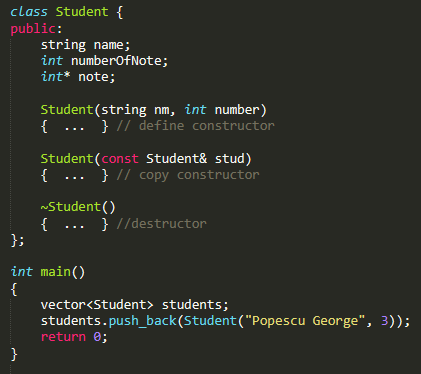 class Student {
public:
    string name;
    int numberOfNote;
    int* note;

    Student(string nm, int number)
    {  ...  } // define constructor

    Student(const Student& stud)
    {  ...  } // copy constructor

    ~Student()
    {  ...  } //destructor
};

int main()
{
    vector<Student> students;
    students.push_back(Student("Popescu George", 3));
    return 0;
}